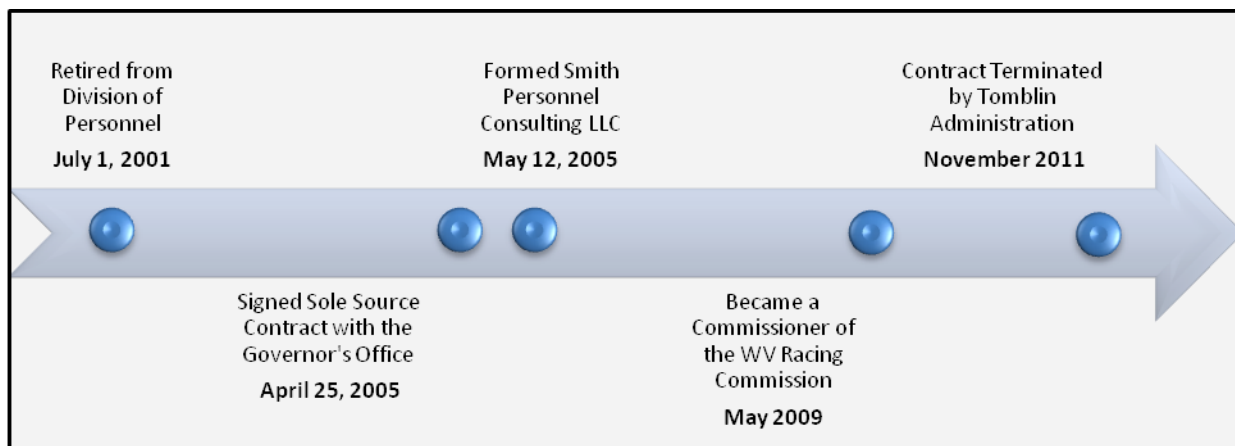 Retired from
Division of
Personnel
July 1, 2001
Signed Sole Source
Contract with the
Governor's Office
April 25, 2005
Formed Smith
Personnel
Consulting LLC
May 12, 2005
Became a
Commissioner of
the WV Racing
Commission
May 2009
Contract Terminated
by Tomblin
Administration
November 2011